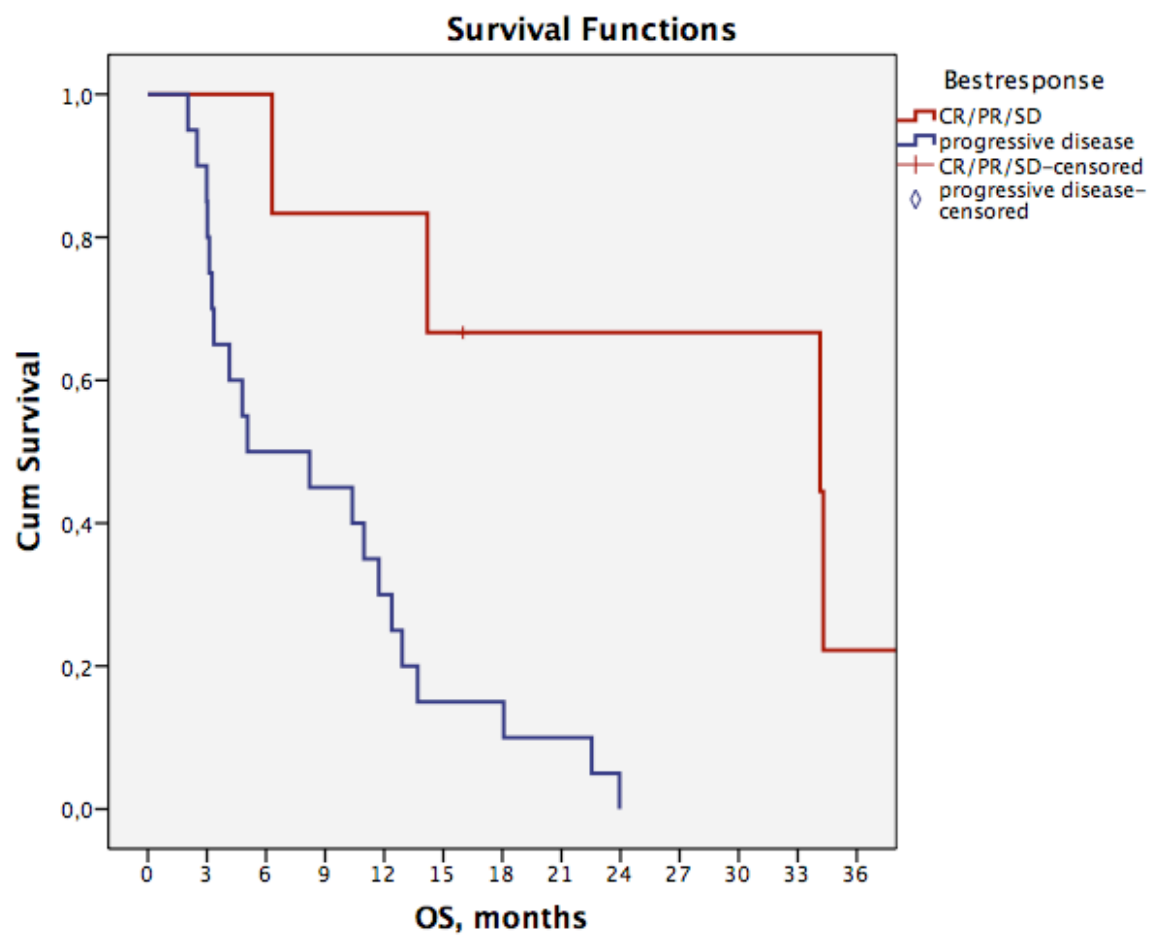 Survival Functions
Bestresponse
CR/PR/SD
progressive disease
CR/PR/SD-censored
progressive disease-
censored
1,0
0,8
0,6
0,4
0,2
0,0
Cum Survival
0 3 6 9 12 15 18 21 24 27 30 33 36
OS, months